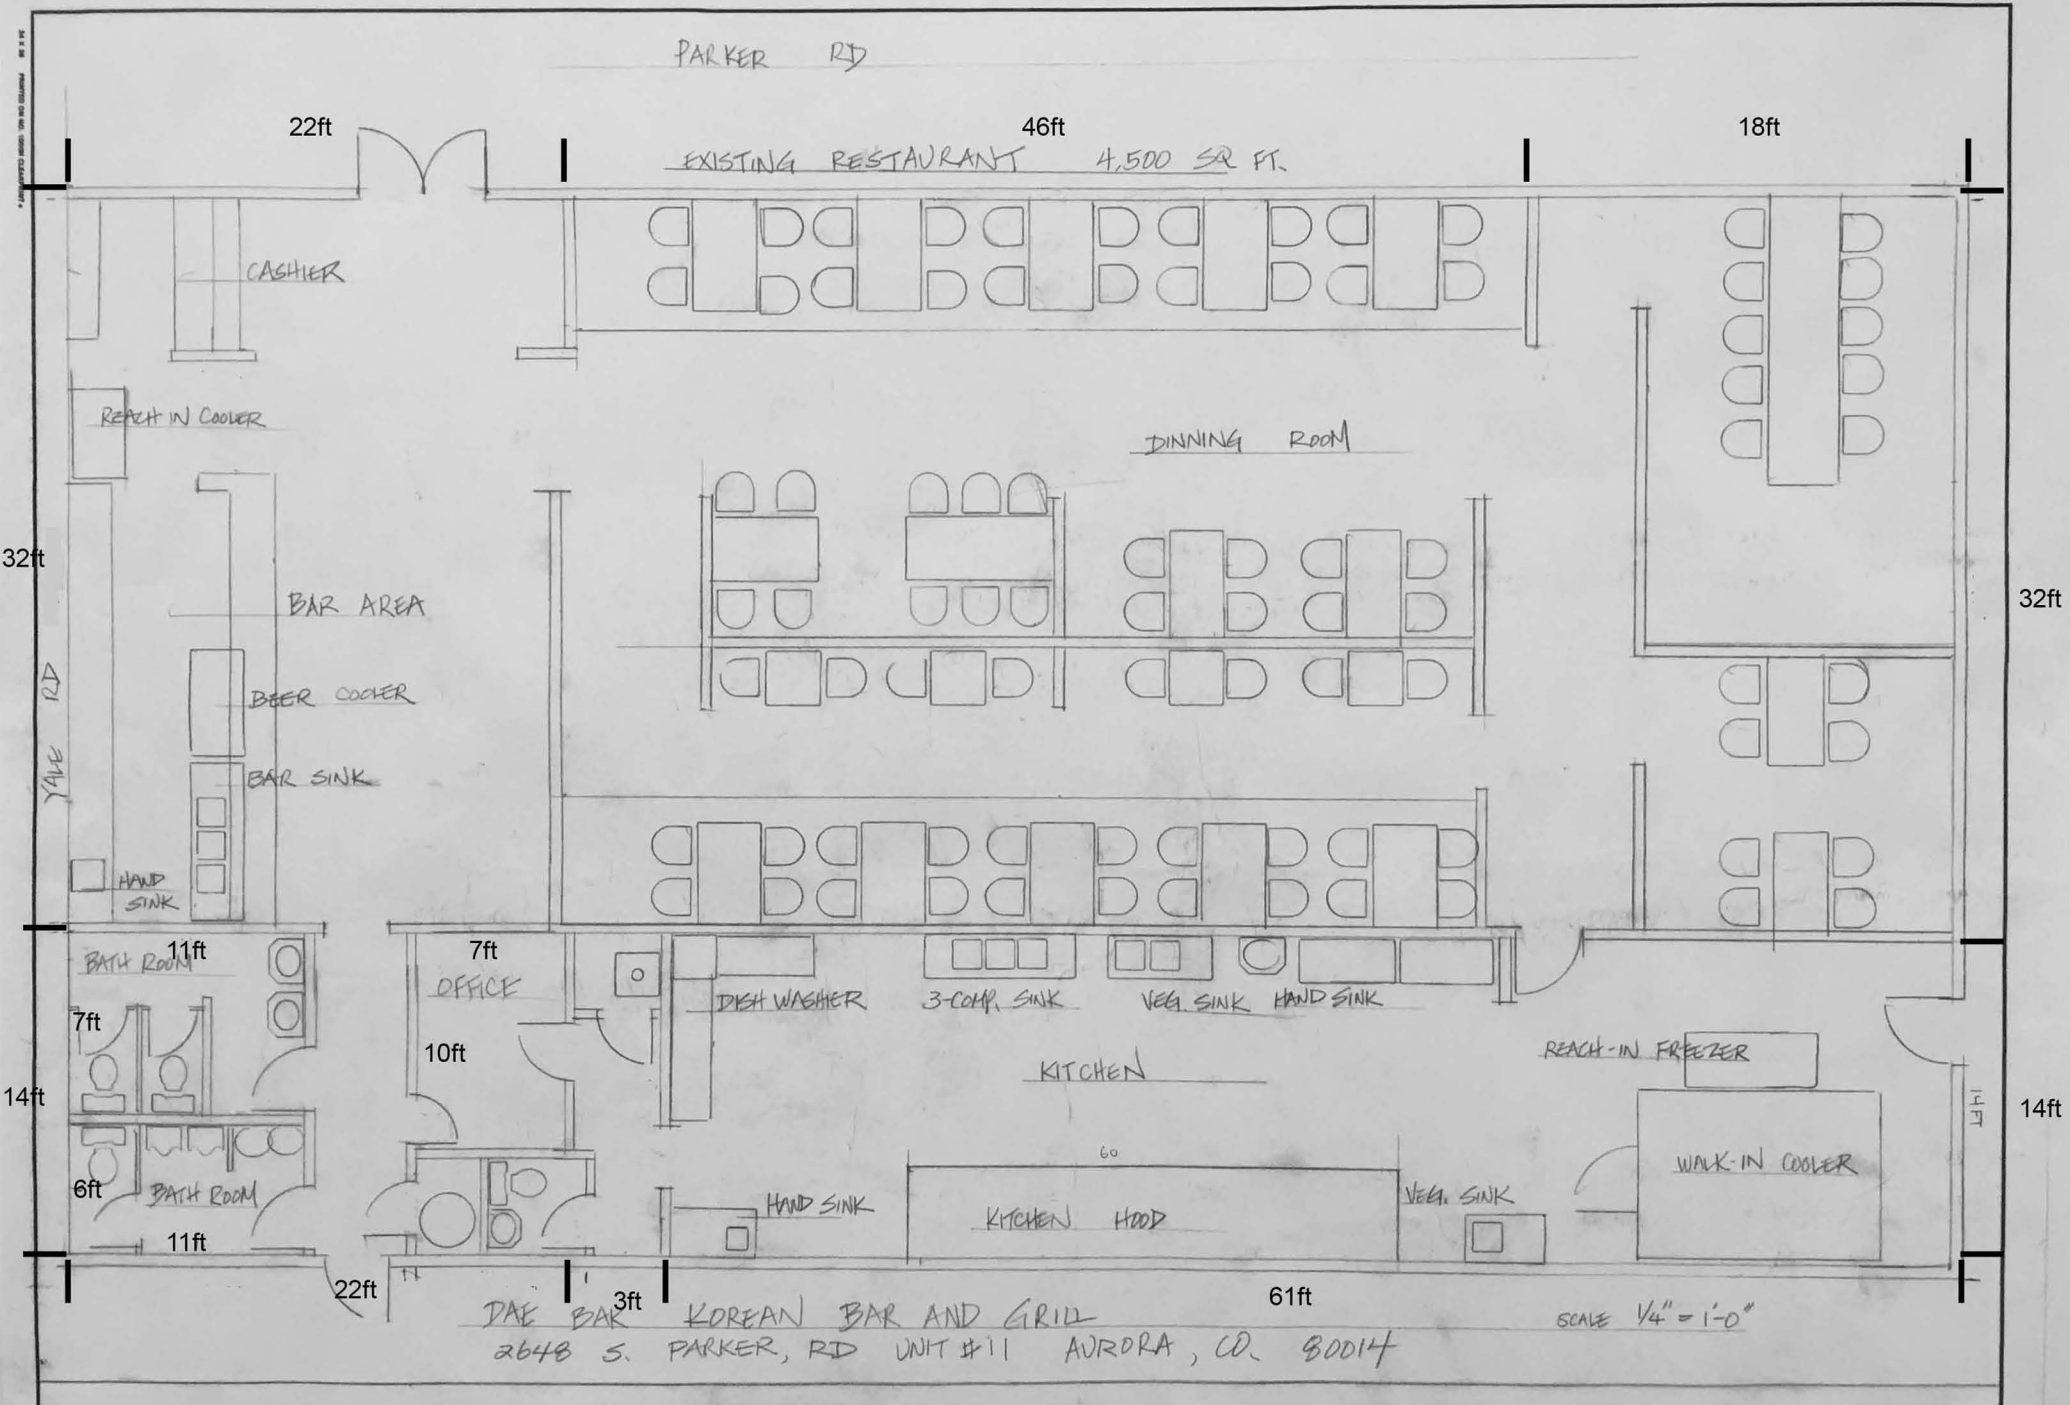 PARKER RD
22ft
46ft
18ft
EXISTING RESTAURANT 4,500 SQ FT.
CASHIER
REACH IN COOLER
DINNING ROOM
32ft
32ft
BAR AREA
YALE RD
BEER COOLER
BAR SINK
HAND
SINK
11ft
BATH ROOM
7ft
OFFICE
DISH WASHER
3-COMP. SINK
VEG. SINK
HAND SINK
7ft
10ft
KITCHEN
REACH-IN FREEZER
14ft
14FT
14ft
60
WALK-IN COOLER
6ft
BATH ROOM
HAND SINK
KITCHEN HOOD
VEG. SINK
11ft
22ft
3ft
61ft
DAE BAK KOREAN BAR AND GRILL
SCALE 1/4" = 1'-0"
2648 S. PARKER, RD UNIT #11 AURORA, CO. 80014